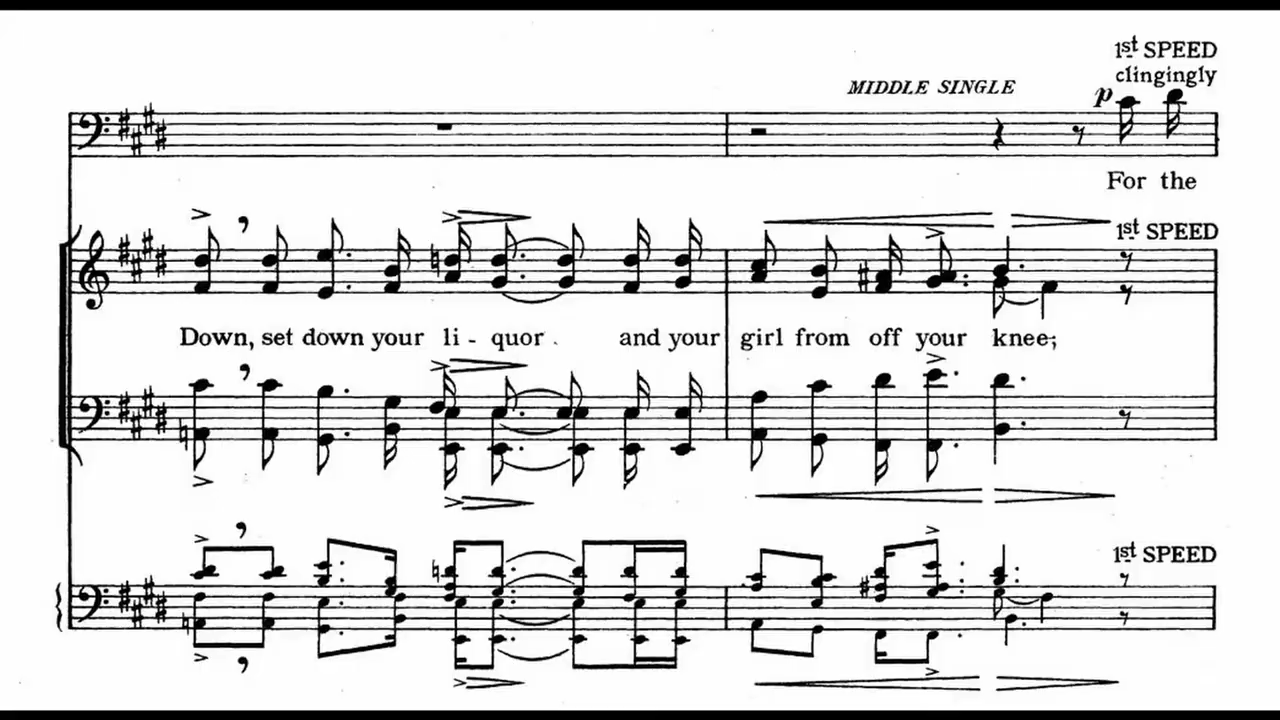 1st SPEED
clingingly
MIDDLE SINGLE
p
For the
1st SPEED
Down, set down your li - quor . and your girl from off your knee;
1st SPEED